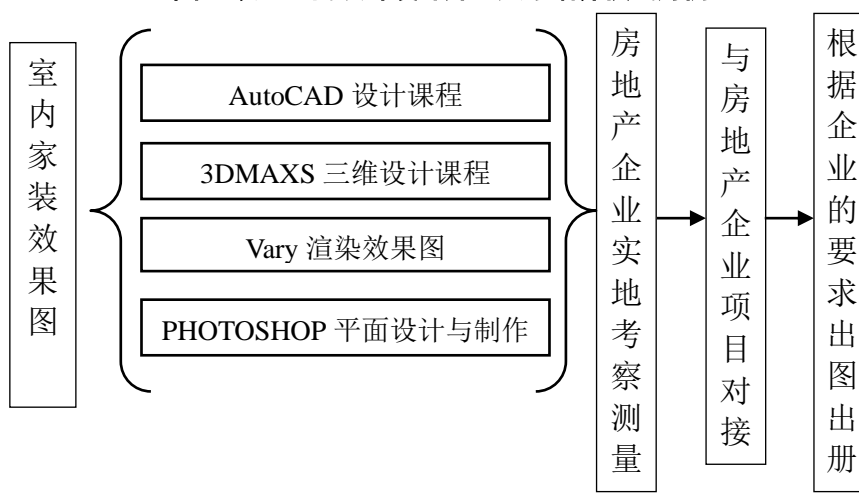 室内家装效果图
AutoCAD 设计课程
3DMAXS 三维设计课程
Vary 渲染效果图
PHOTOSHOP 平面设计与制作
房地产企业实地考察测量
与房地产企业项目对接
根据企业的要求出图出册